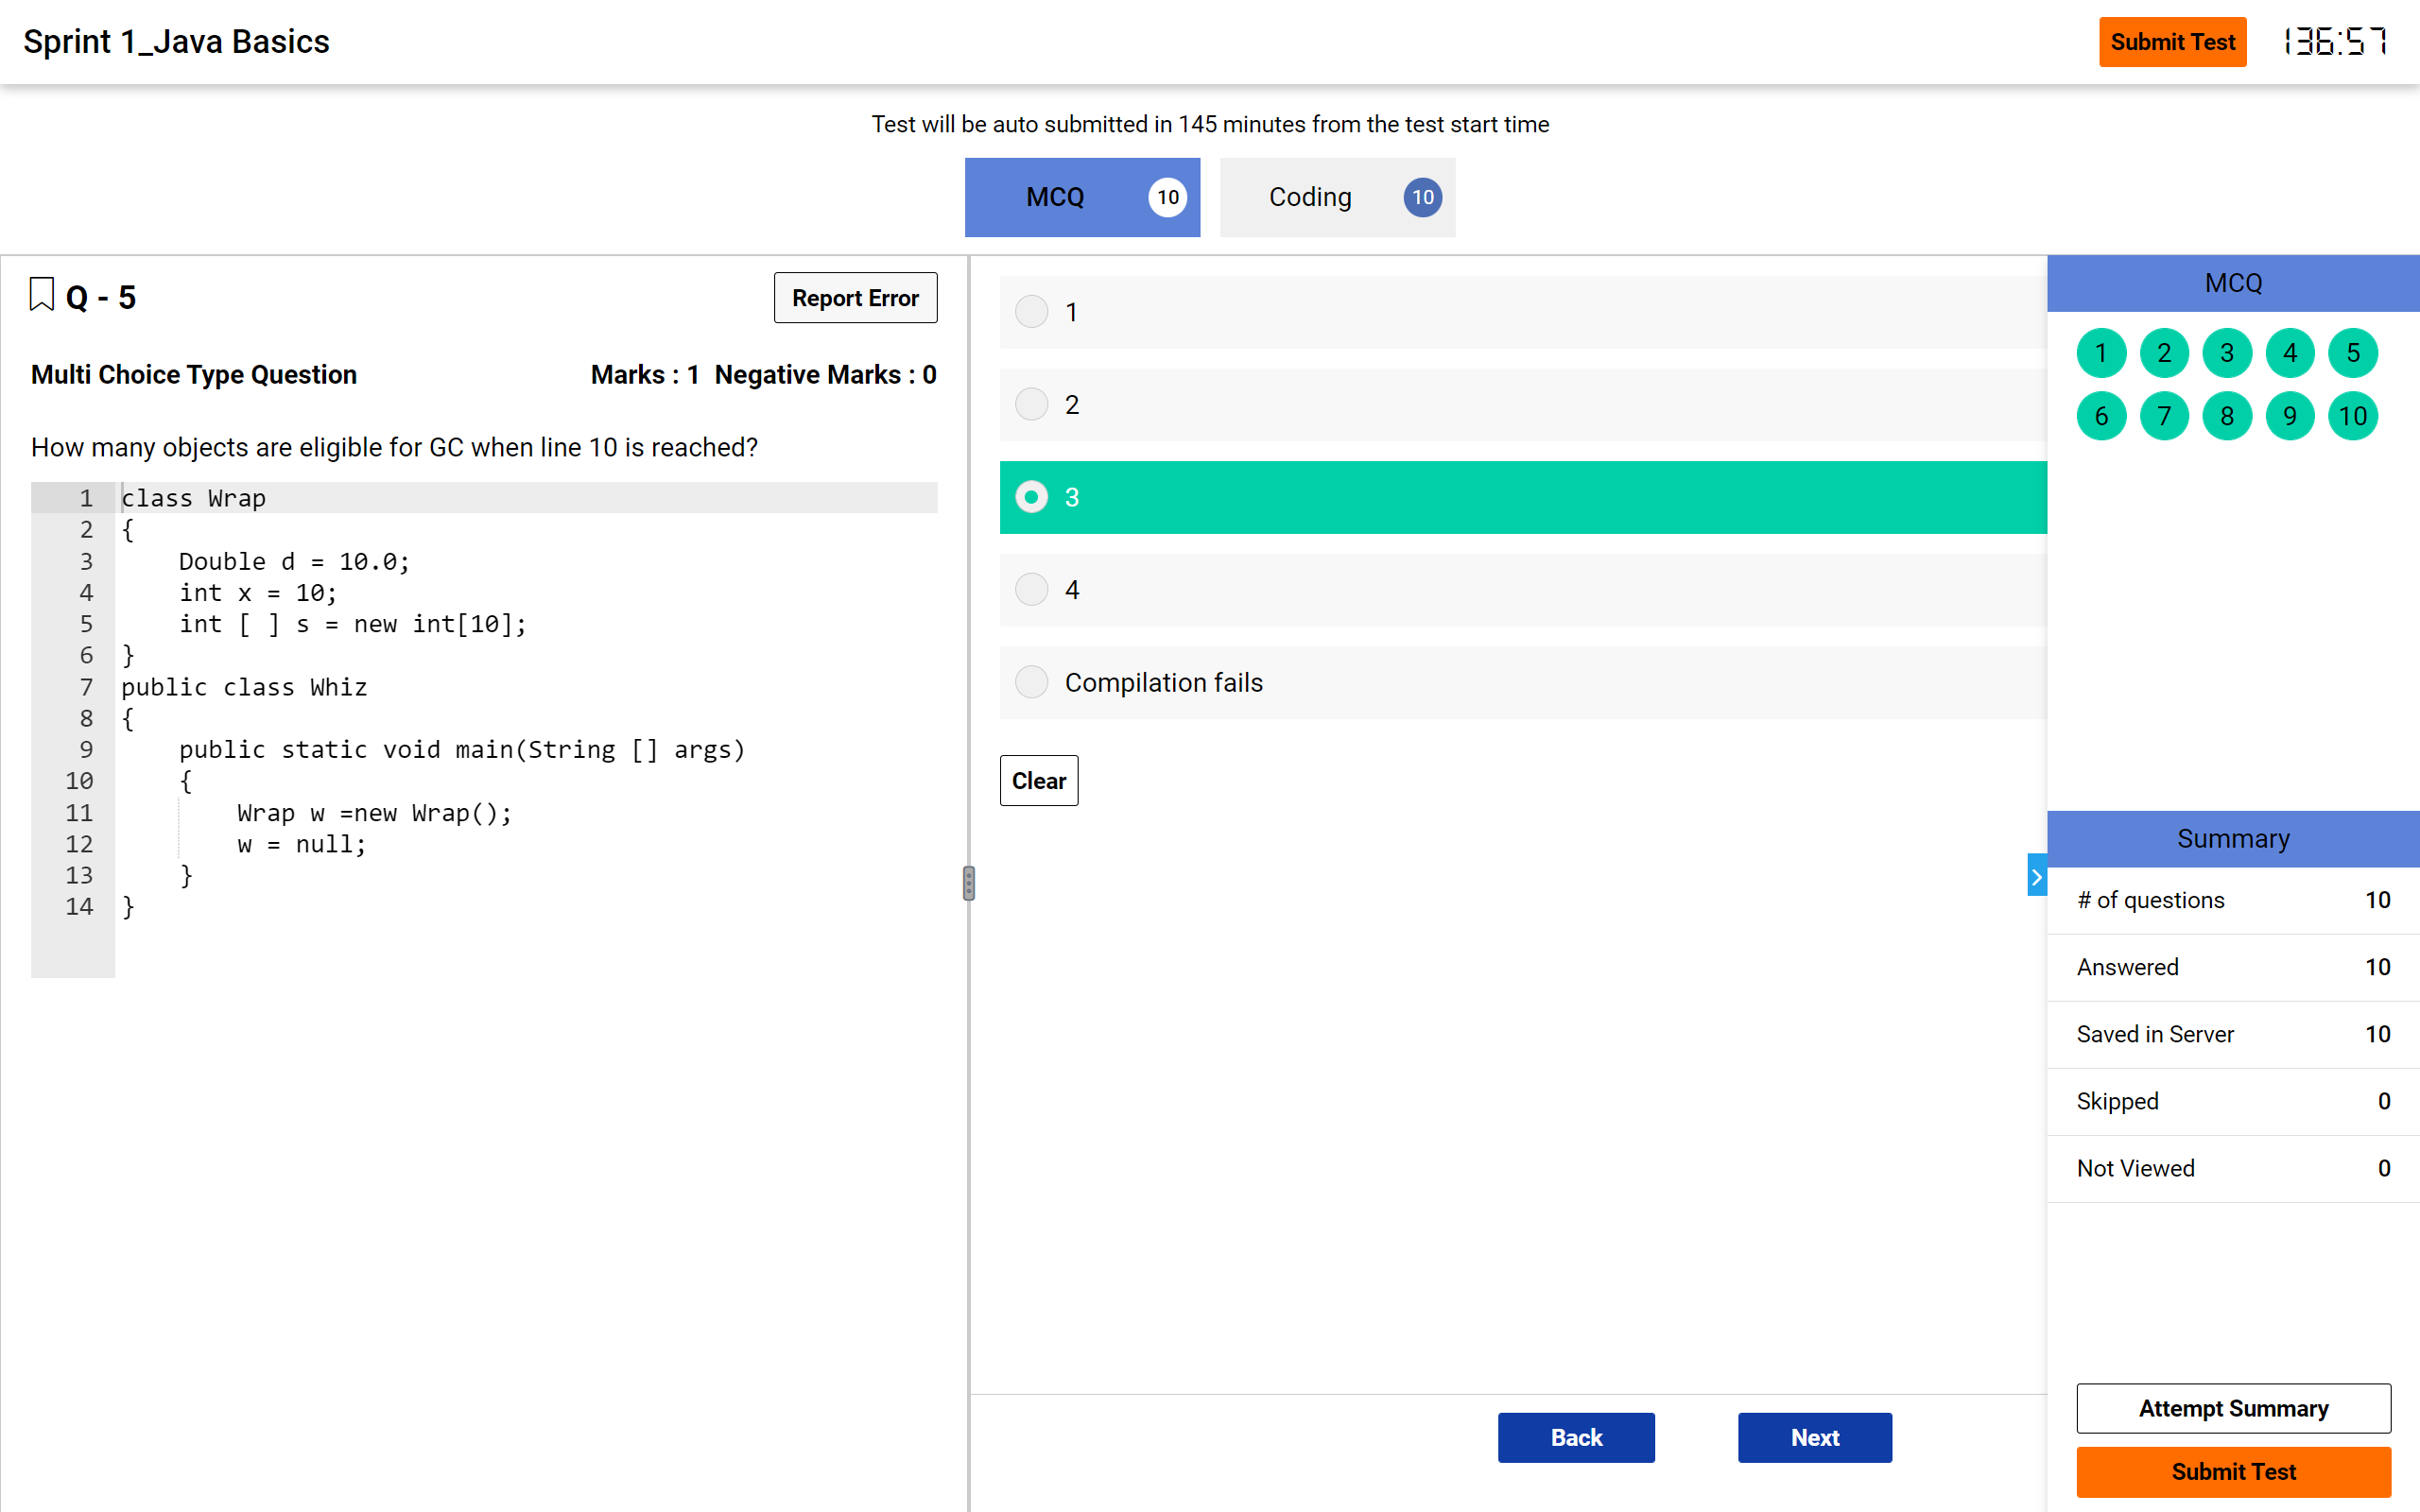 Sprint 1_Java Basics
Submit Test
136:57
Test will be auto submitted in 145 minutes from the test start time
MCQ 10
Coding 10
Q - 5
Report Error
Multi Choice Type Question
Marks : 1 Negative Marks : 0
How many objects are eligible for GC when line 10 is reached?
1 class Wrap
2 {
3     Double d = 10.0;
4     int x = 10;
5     int [ ] s = new int[10];
6 }
7 public class Whiz
8 {
9     public static void main(String [] args)
10     {
11         Wrap w =new Wrap();
12         w = null;
13     }
14 }
1
2
3
4
Compilation fails
Clear
Back
Next
MCQ
1 2 3 4 5
6 7 8 9 10
Summary
# of questions 10
Answered 10
Saved in Server 10
Skipped 0
Not Viewed 0
Attempt Summary
Submit Test